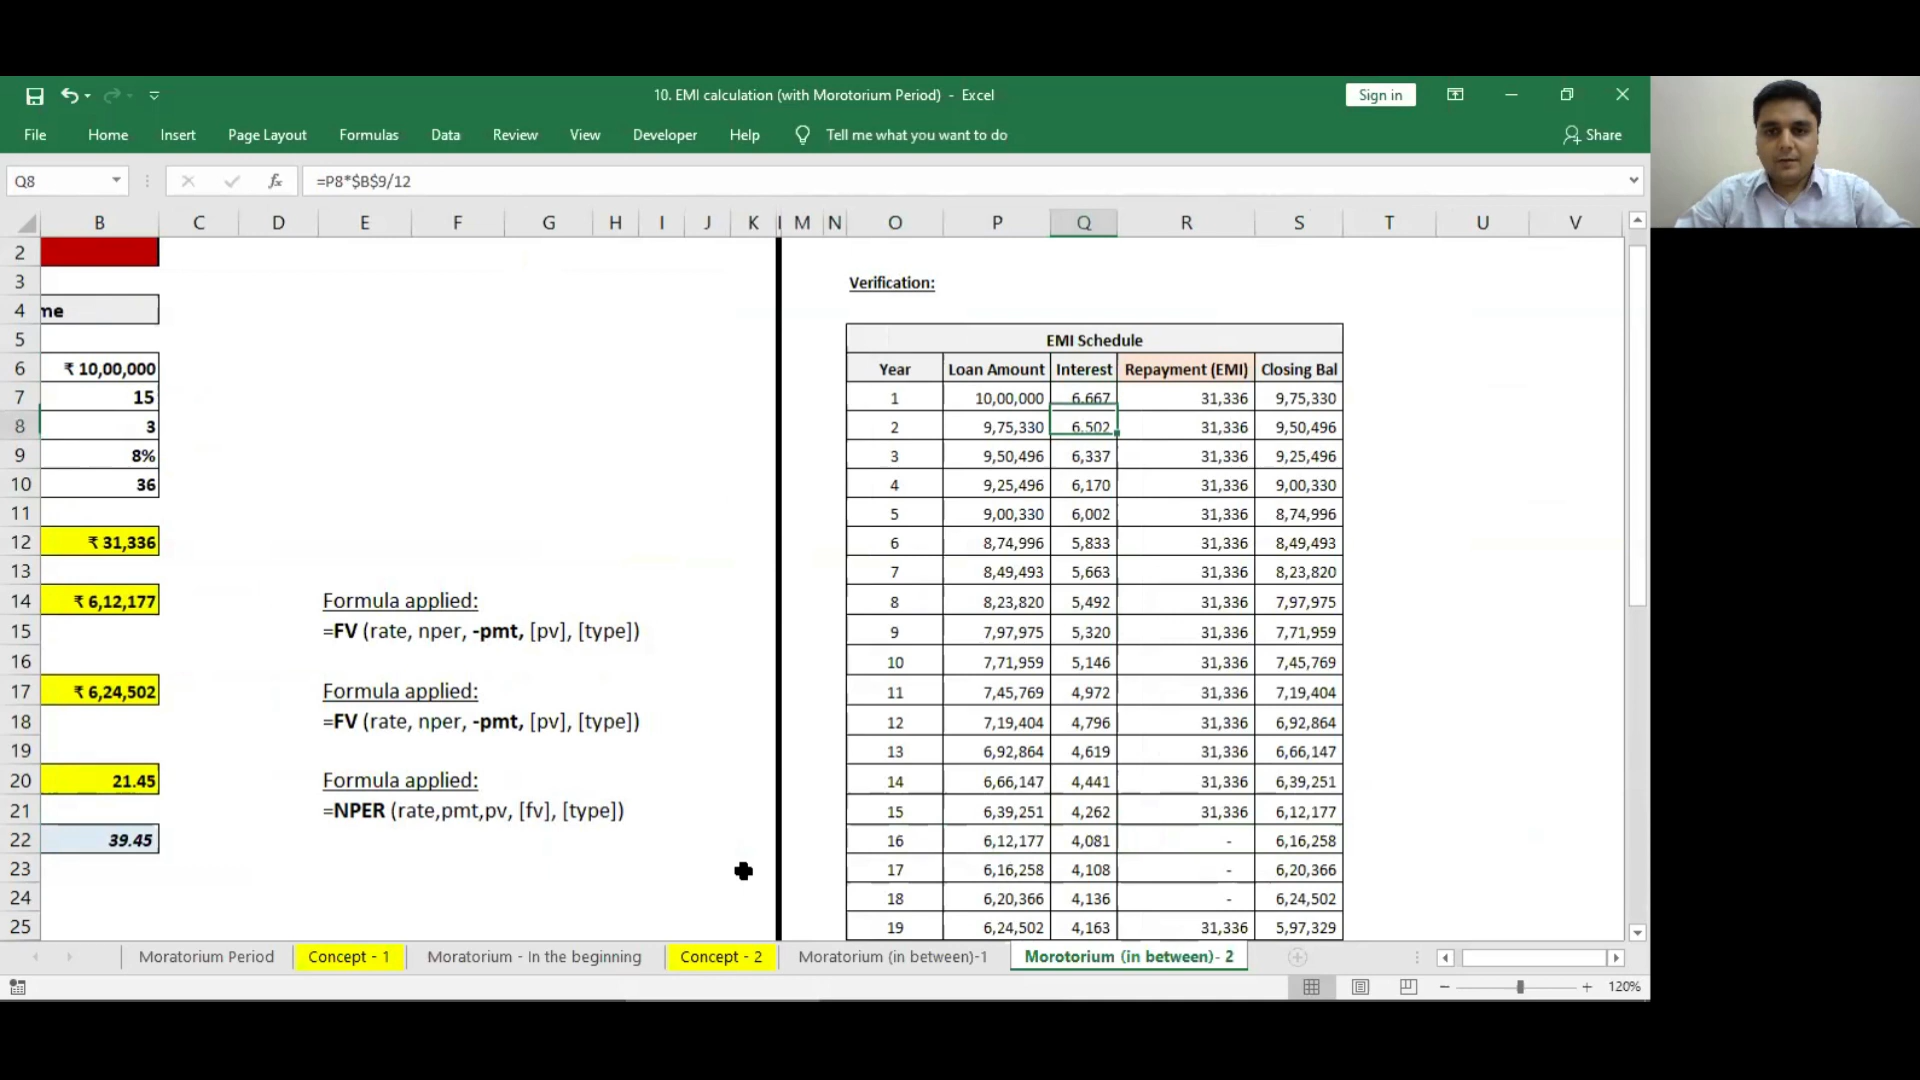 10. EMI calculation (with Morotorium Period) - Excel
Sign in
File Home Insert Page Layout Formulas Data Review View Developer Help Tell me what you want to do Share
Q8 fx =P8*$B$9/12
B C D E F G H I J K M N O P Q R S T U V
2
3 Verification:
4 me EMI Schedule
5
6 ₹ 10,00,000 Year Loan Amount Interest Repayment (EMI) Closing Bal
7 15 1 10,00,000 6,667 31,336 9,75,330
8 3 2 9,75,330 6,502 31,336 9,50,496
9 8% 3 9,50,496 6,337 31,336 9,25,496
10 36 4 9,25,496 6,170 31,336 9,00,330
11 5 9,00,330 6,002 31,336 8,74,996
12 ₹ 31,336 6 8,74,996 5,833 31,336 8,49,493
13 7 8,49,493 5,663 31,336 8,23,820
14 ₹ 6,12,177 Formula applied: 8 8,23,820 5,492 31,336 7,97,975
15 =FV (rate, nper, -pmt, [pv], [type]) 9 7,97,975 5,320 31,336 7,71,959
16 10 7,71,959 5,146 31,336 7,45,769
17 ₹ 6,24,502 Formula applied: 11 7,45,769 4,972 31,336 7,19,404
18 =FV (rate, nper, -pmt, [pv], [type]) 12 7,19,404 4,796 31,336 6,92,864
19 13 6,92,864 4,619 31,336 6,66,147
20 21.45 Formula applied: 14 6,66,147 4,441 31,336 6,39,251
21 =NPER (rate,pmt,pv, [fv], [type]) 15 6,39,251 4,262 31,336 6,12,177
22 39.45 16 6,12,177 4,081 - 6,16,258
23 17 6,16,258 4,108 - 6,20,366
24 18 6,20,366 4,136 - 6,24,502
25 19 6,24,502 4,163 31,336 5,97,329
Moratorium Period Concept - 1 Moratorium - In the beginning Concept - 2 Moratorium (in between)-1 Morotorium (in between)- 2
120%